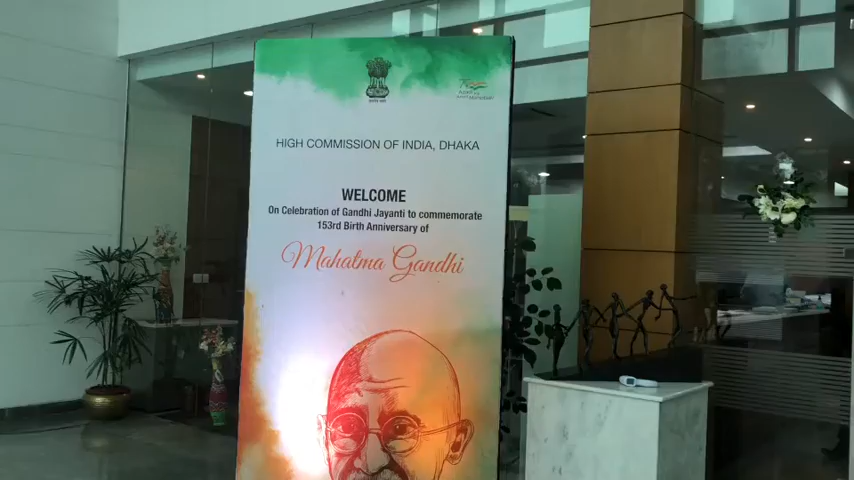 HIGH COMMISSION OF INDIA, DHAKA
WELCOME
On Celebration of Gandhi Jayanti to commemorate
153rd Birth Anniversary of
Mahatma Gandhi